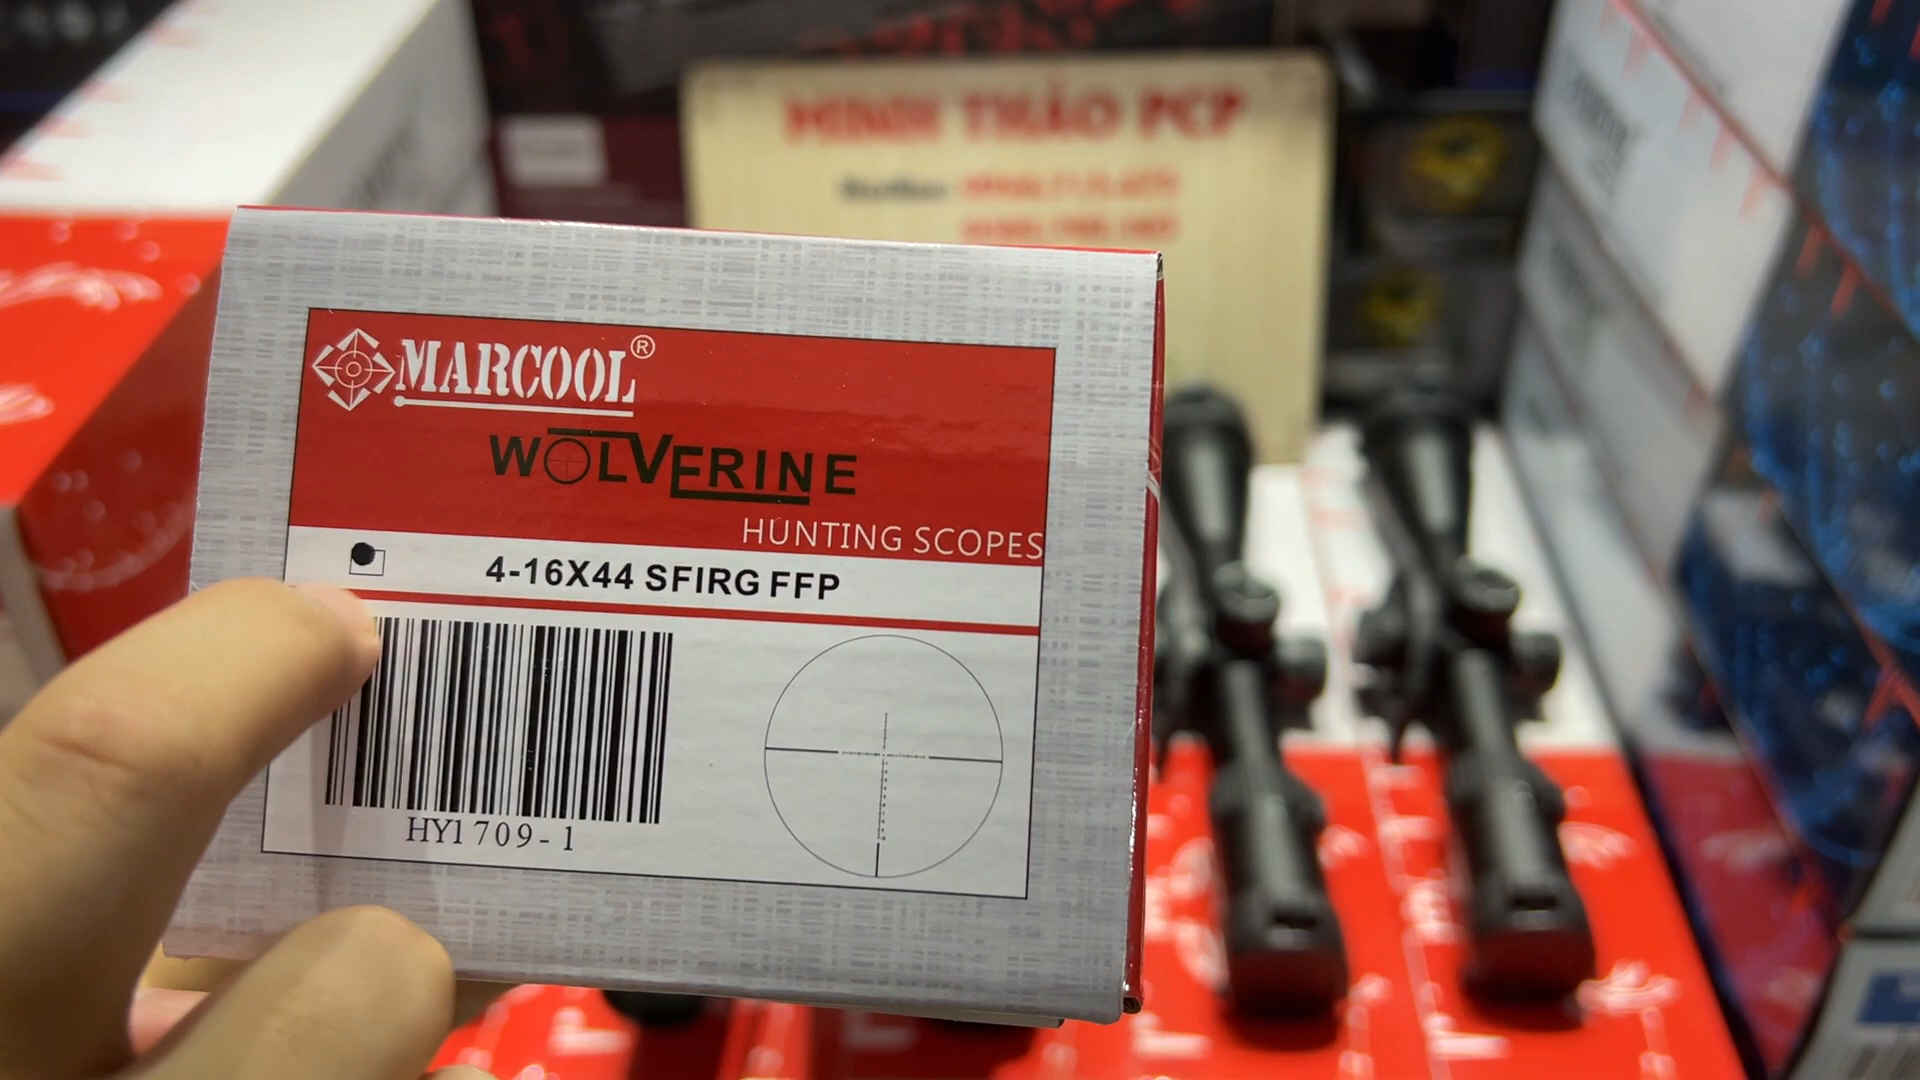 MINH THẢO PCP
MARCOOL®
WOLVERINE
HUNTING SCOPES
4-16X44 SFIRG FFP
HY1709-1